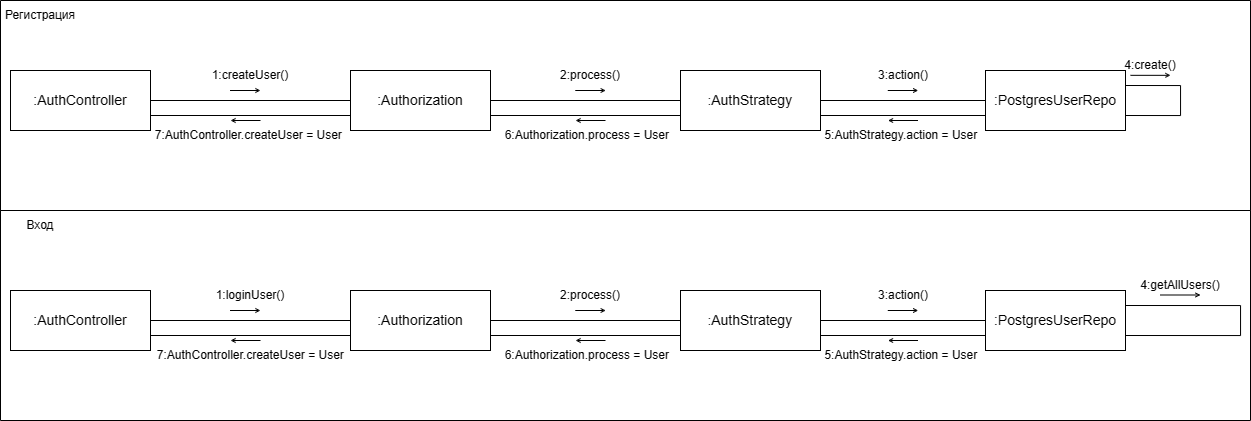 Регистрация
4:create()
1:createUser()
2:process()
3:action()
:AuthController
:Authorization
:AuthStrategy
:PostgresUserRepo
7:AuthController.createUser = User
6:Authorization.process = User
5:AuthStrategy.action = User
Вход
4:getAllUsers()
1:loginUser()
2:process()
3:action()
:AuthController
:Authorization
:AuthStrategy
:PostgresUserRepo
7:AuthController.createUser = User
6:Authorization.process = User
5:AuthStrategy.action = User